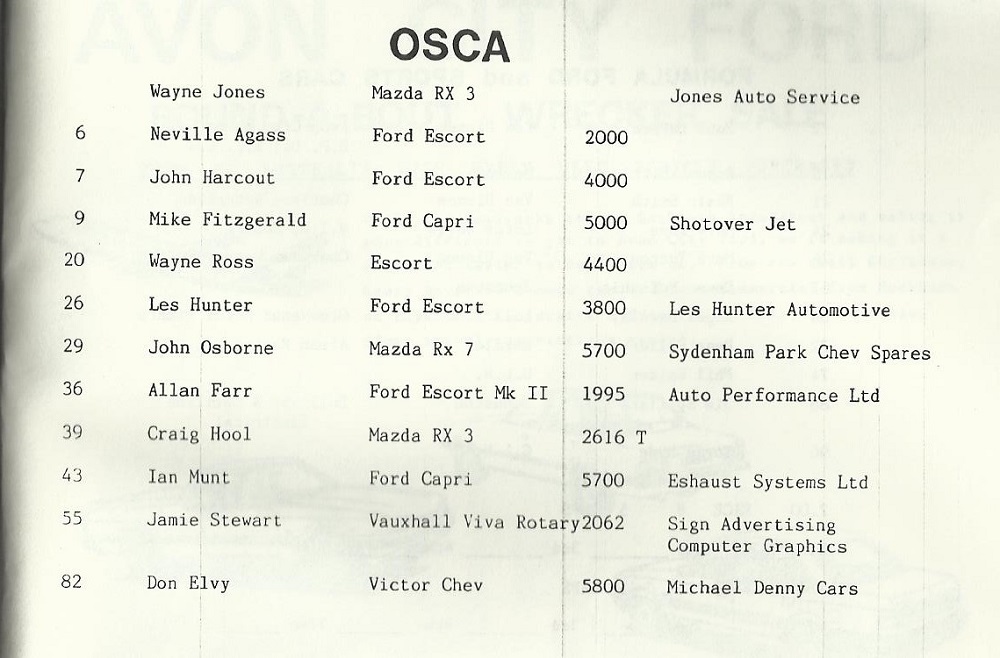 OSCA
Wayne Jones Mazda RX 3 Jones Auto Service
6 Neville Agass Ford Escort 2000
7 John Harcout Ford Escort 4000
9 Mike Fitzgerald Ford Capri 5000 Shotover Jet
20 Wayne Ross Escort 4400
26 Les Hunter Ford Escort 3800 Les Hunter Automotive
29 John Osborne Mazda Rx 7 5700 Sydenham Park Chev Spares
36 Allan Farr Ford Escort Mk II 1995 Auto Performance Ltd
39 Craig Hool Mazda RX 3 2616 T
43 Ian Munt Ford Capri 5700 Eshaust Systems Ltd
55 Jamie Stewart Vauxhall Viva Rotary2062 Sign Advertising
Computer Graphics
82 Don Elvy Victor Chev 5800 Michael Denny Cars